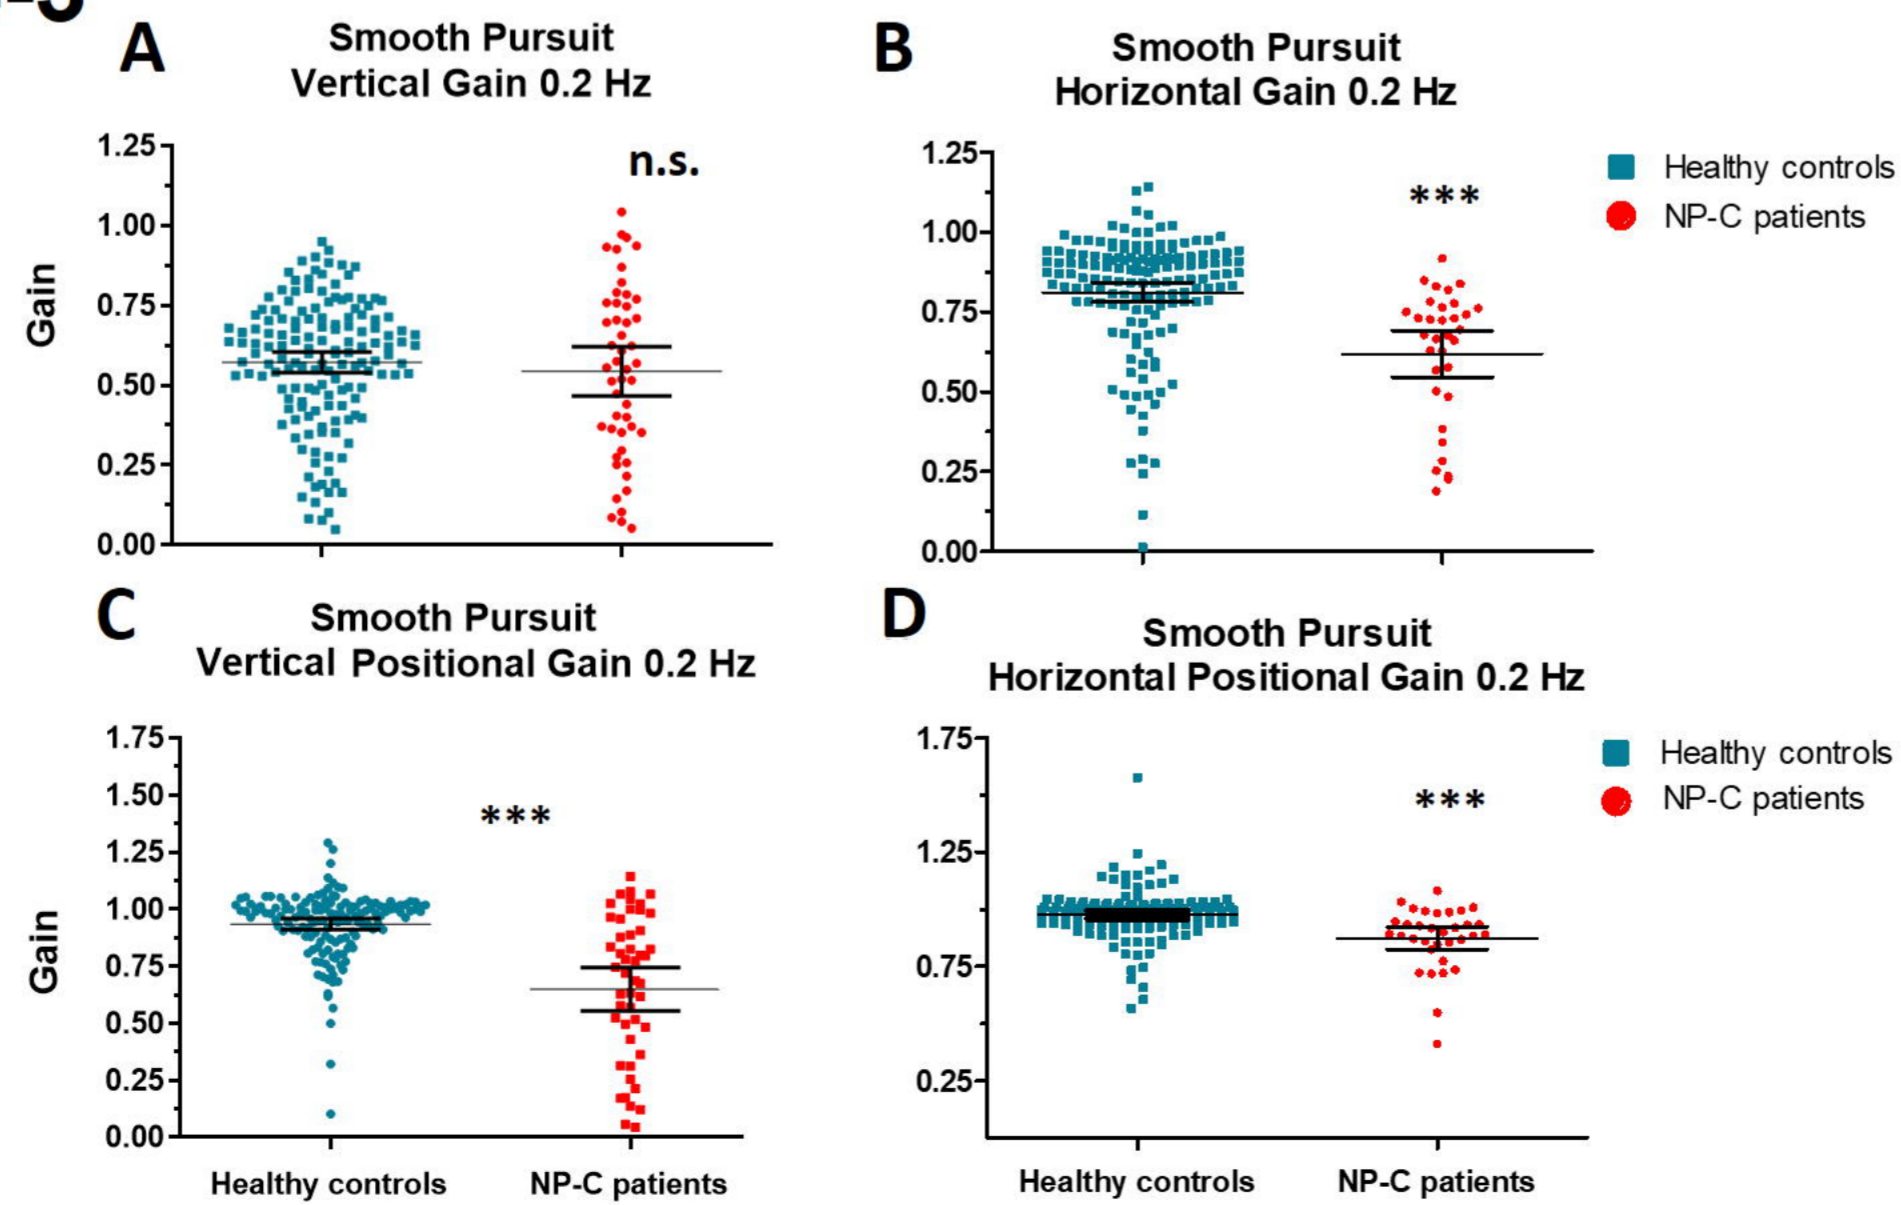 A
Smooth Pursuit
Vertical Gain 0.2 Hz
1.25
1.00
0.75
0.50
0.25
0.00
Gain
n.s.
B
Smooth Pursuit
Horizontal Gain 0.2 Hz
1.25
1.00
0.75
0.50
0.25
0.00
***
Healthy controls
NP-C patients
C
Smooth Pursuit
Vertical Positional Gain 0.2 Hz
1.75
1.50
1.25
1.00
0.75
0.50
0.25
0.00
Gain
***
Healthy controls
NP-C patients
D
Smooth Pursuit
Horizontal Positional Gain 0.2 Hz
1.75
1.25
0.75
0.25
***
Healthy controls
NP-C patients
Healthy controls
NP-C patients